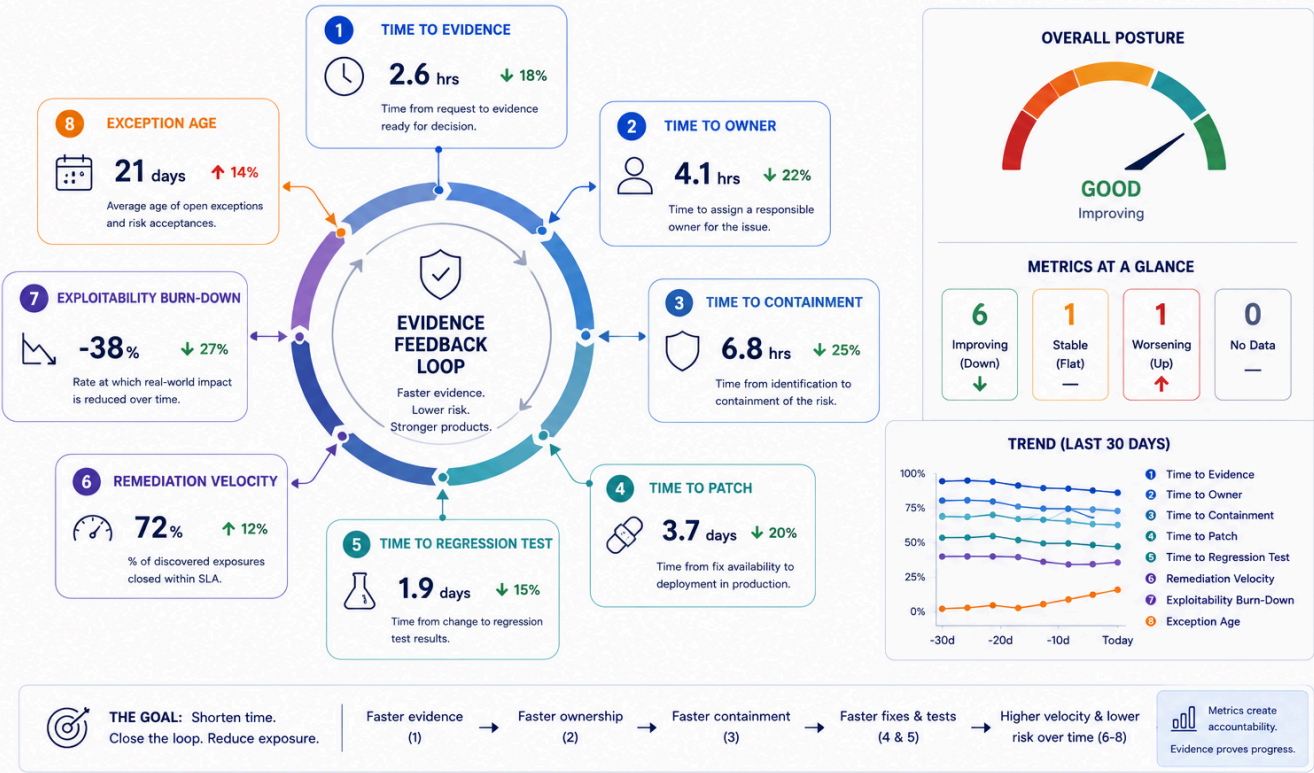 1 TIME TO EVIDENCE
2.6 hrs ↓ 18%
Time from request to evidence
ready for decision.
2 TIME TO OWNER
4.1 hrs ↓ 22%
Time to assign a responsible
owner for the issue.
3 TIME TO CONTAINMENT
6.8 hrs ↓ 25%
Time from identification to
containment of the risk.
4 TIME TO PATCH
3.7 days ↓ 20%
Time from fix availability to
deployment in production.
5 TIME TO REGRESSION TEST
1.9 days ↓ 15%
Time from change to regression
test results.
6 REMEDIATION VELOCITY
72% ↑ 12%
% of discovered exposures
closed within SLA.
7 EXPLOITABILITY BURN-DOWN
-38% ↓ 27%
Rate at which real-world impact
is reduced over time.
8 EXCEPTION AGE
21 days ↑ 14%
Average age of open exceptions
and risk acceptances.
EVIDENCE
FEEDBACK
LOOP
Faster evidence.
Lower risk.
Stronger products.
OVERALL POSTURE
GOOD
Improving
METRICS AT A GLANCE
6
Improving
(Down)
↓
1
Stable
(Flat)
—
1
Worsening
(Up)
↑
0
No Data
—
TREND (LAST 30 DAYS)
100%
75%
50%
25%
0%
-30d -20d -10d Today
1 Time to Evidence
2 Time to Owner
3 Time to Containment
4 Time to Patch
5 Time to Regression Test
6 Remediation Velocity
7 Exploitability Burn-Down
8 Exception Age
THE GOAL: Shorten time.
Close the loop. Reduce exposure.
Faster evidence
(1)
→
Faster ownership
(2)
→
Faster containment
(3)
→
Faster fixes & tests
(4 & 5)
→
Higher velocity & lower
risk over time (6-8)
Metrics create
accountability.
Evidence proves progress.